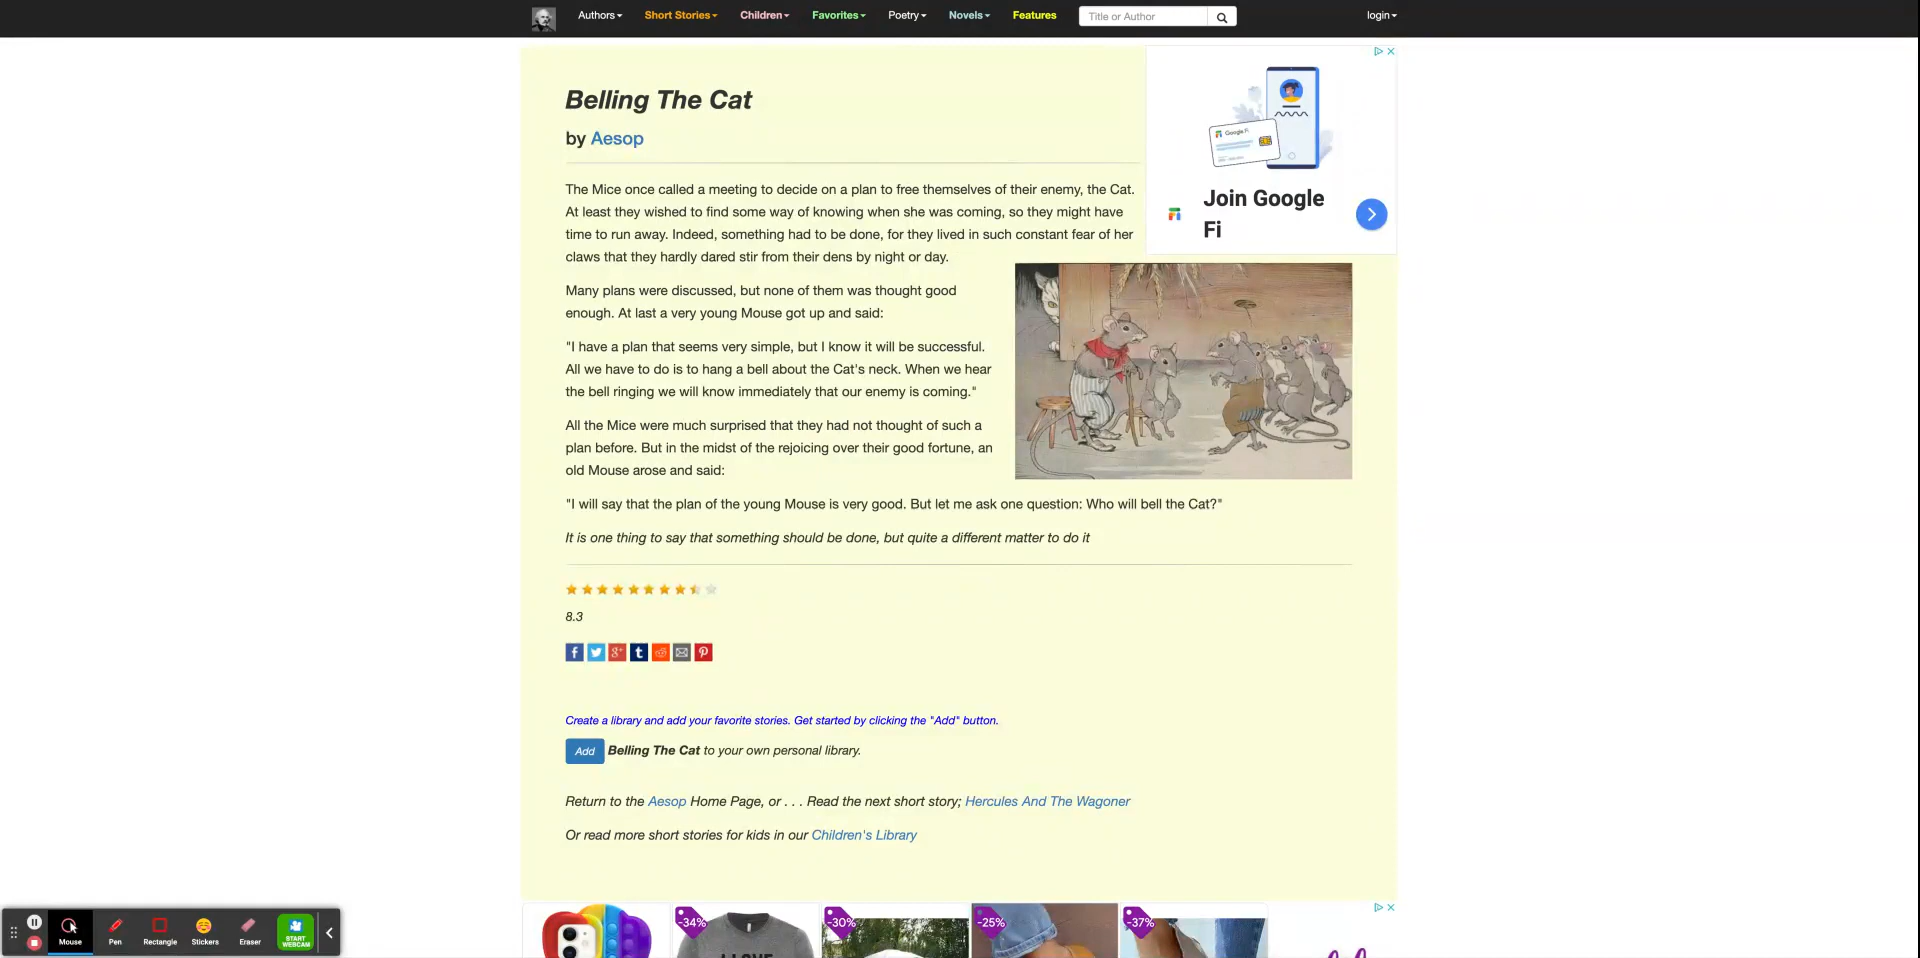 Authors
Short Stories
Children
Favorites
Poetry
Novels
Features
Title or Author
login
Belling The Cat
by Aesop
The Mice once called a meeting to decide on a plan to free themselves of their enemy, the Cat.
At least they wished to find some way of knowing when she was coming, so they might have
time to run away. Indeed, something had to be done, for they lived in such constant fear of her
claws that they hardly dared stir from their dens by night or day.
Google Fi
Join Google
Fi
Many plans were discussed, but none of them was thought good
enough. At last a very young Mouse got up and said:
"I have a plan that seems very simple, but I know it will be successful.
All we have to do is to hang a bell about the Cat's neck. When we hear
the bell ringing we will know immediately that our enemy is coming."
All the Mice were much surprised that they had not thought of such a
plan before. But in the midst of the rejoicing over their good fortune, an
old Mouse arose and said:
"I will say that the plan of the young Mouse is very good. But let me ask one question: Who will bell the Cat?"
It is one thing to say that something should be done, but quite a different matter to do it
8.3
Create a library and add your favorite stories. Get started by clicking the "Add" button.
Add Belling The Cat to your own personal library.
Return to the Aesop Home Page, or . . . Read the next short story; Hercules And The Wagoner
Or read more short stories for kids in our Children's Library
-34%
-30%
-25%
-37%
I LOVE
Mouse
Pen
Rectangle
Stickers
Eraser
START
WEBCAM